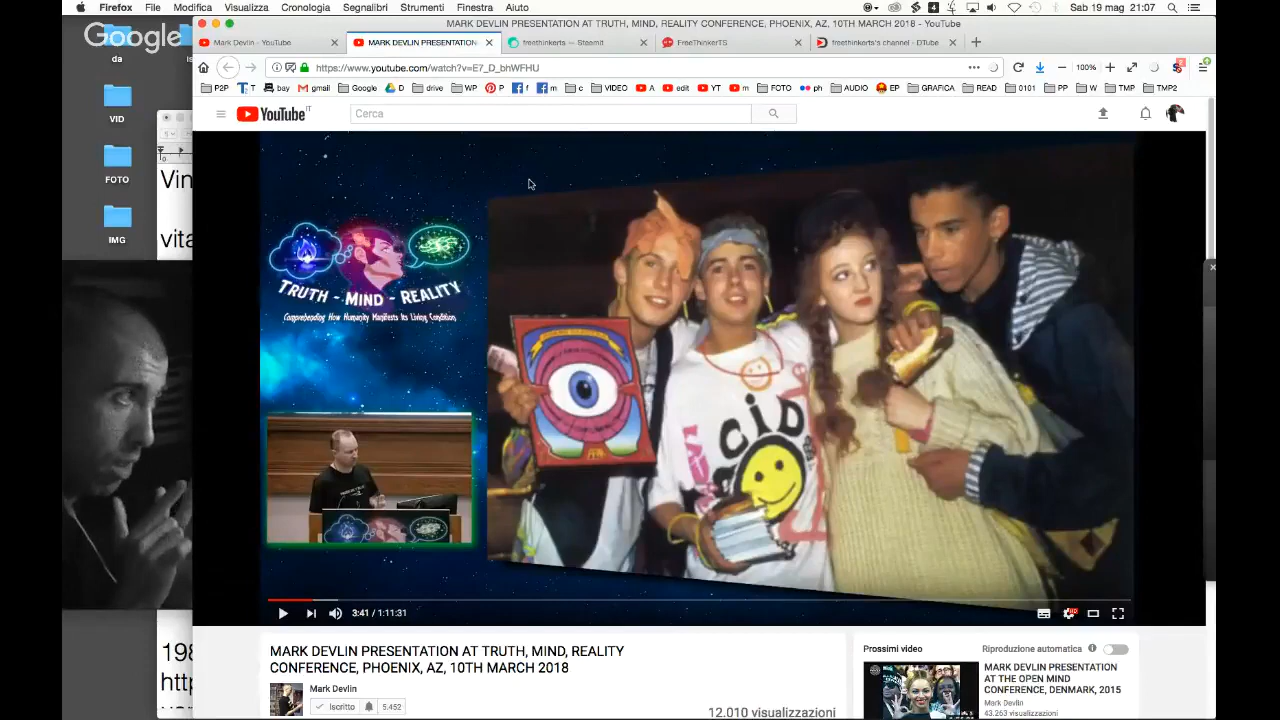 Firefox File Modifica Visualizza Cronologia Segnalibri Strumenti Finestra Aiuto
4
Sab 19 mag 21:07
Google
MARK DEVLIN PRESENTATION AT TRUTH, MIND, REALITY CONFERENCE, PHOENIX, AZ, 10TH MARCH 2018 - YouTube
Mark Devlin - YouTube
MARK DEVLIN PRESENTATION
freethinkerts — Steemit
FreeThinkerTS
freethinkerts's channel - DTube
https://www.youtube.com/watch?v=E7_D_bhWFHU
100%
P2P T bay gmail Google D drive WP P f m c VIDEO A edit YT m FOTO ph AUDIO EP GRAFICA READ 0101 PP W TMP TMP2
YouTube IT
Cerca
da
VID
FOTO
IMG
Vin
vita
TRUTH - MIND - REALITY
Comprehending How Humanity Manifests Its Living Condition
ACID
3:41 / 1:11:31
HD
MARK DEVLIN PRESENTATION AT TRUTH, MIND, REALITY
CONFERENCE, PHOENIX, AZ, 10TH MARCH 2018
Mark Devlin
Iscritto 5.452
12.010 visualizzazioni
Prossimi video
Riproduzione automatica
MARK DEVLIN PRESENTATION
AT THE OPEN MIND
CONFERENCE, DENMARK, 2015
Mark Devlin
43.263 visualizzazioni
198
http